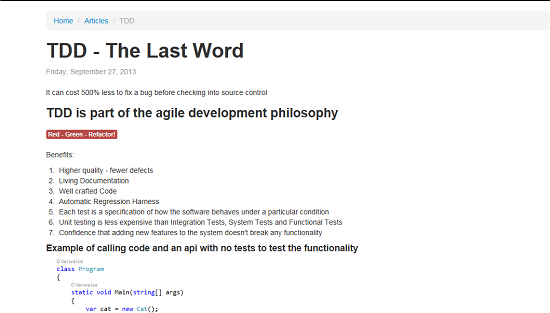 Home / Articles / TDD
TDD - The Last Word
Friday, September 27, 2013
It can cost 500% less to fix a bug before checking into source control
TDD is part of the agile development philosophy
Red - Green - Refactor!
Benefits:
1. Higher quality - fewer defects
2. Living Documentation
3. Well crafted Code
4. Automatic Regression Harness
5. Each test is a specification of how the software behaves under a particular condition
6. Unit testing is less expensive than Integration Tests, System Tests and Functional Tests
7. Confidence that adding new features to the system doesn't break any functionality
Example of calling code and an api with no tests to test the functionality
0 Verweise
class Program
{
0 Verweise
static void Main(string[] args)
{
var cat = new Cat();